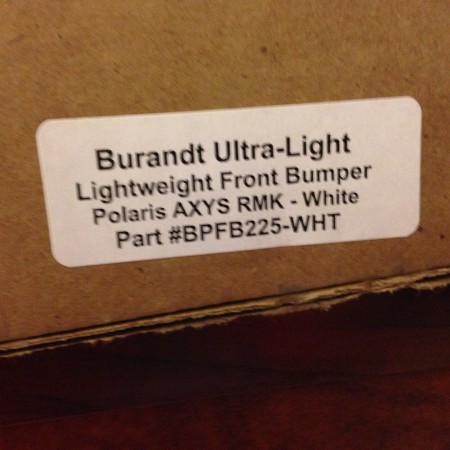 Burandt Ultra-Light
Lightweight Front Bumper
Polaris AXYS RMK - White
Part #BPFB225-WHT